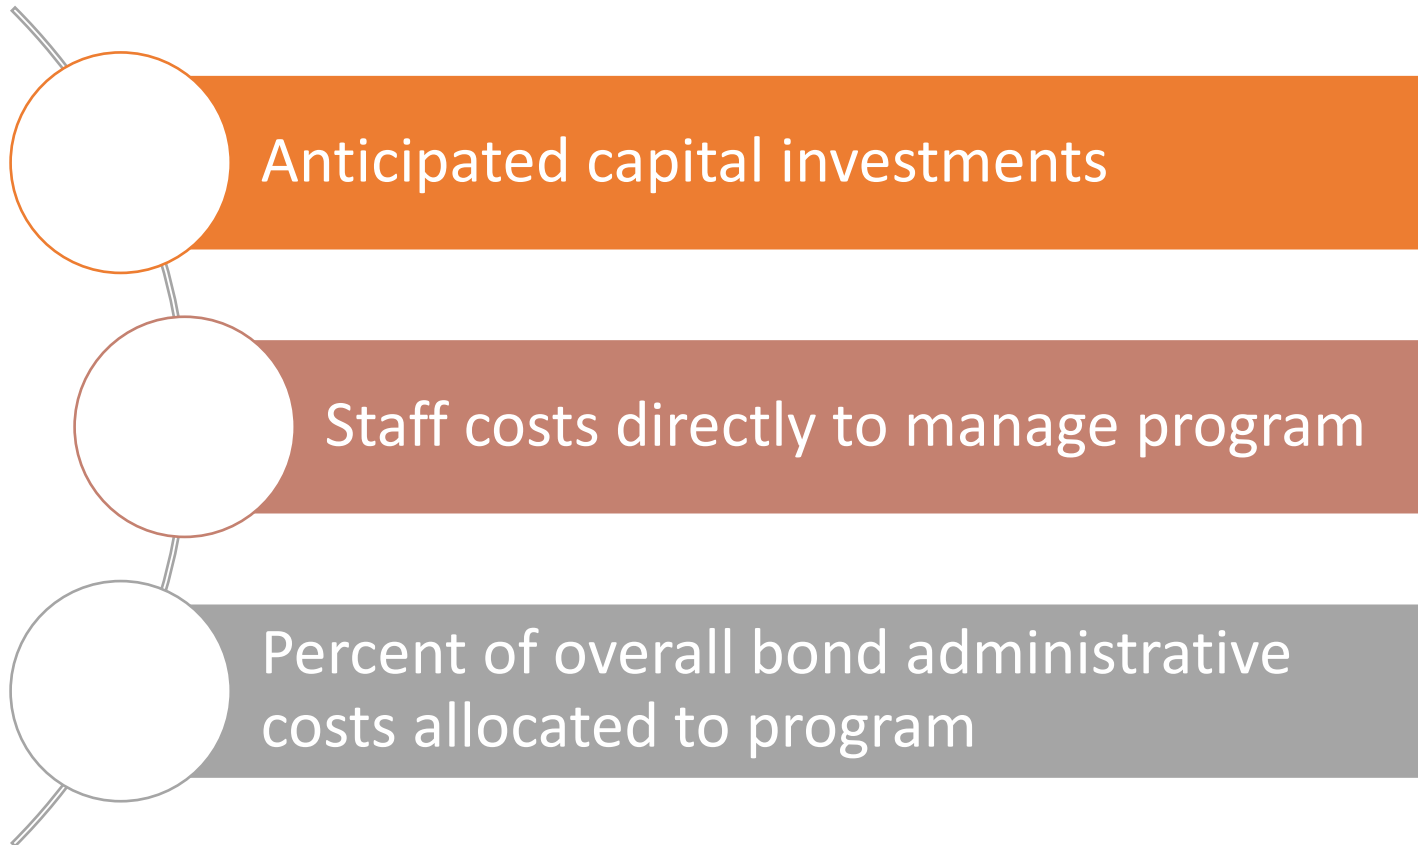 Anticipated capital investments
Staff costs directly to manage program
Percent of overall bond administrative
costs allocated to program